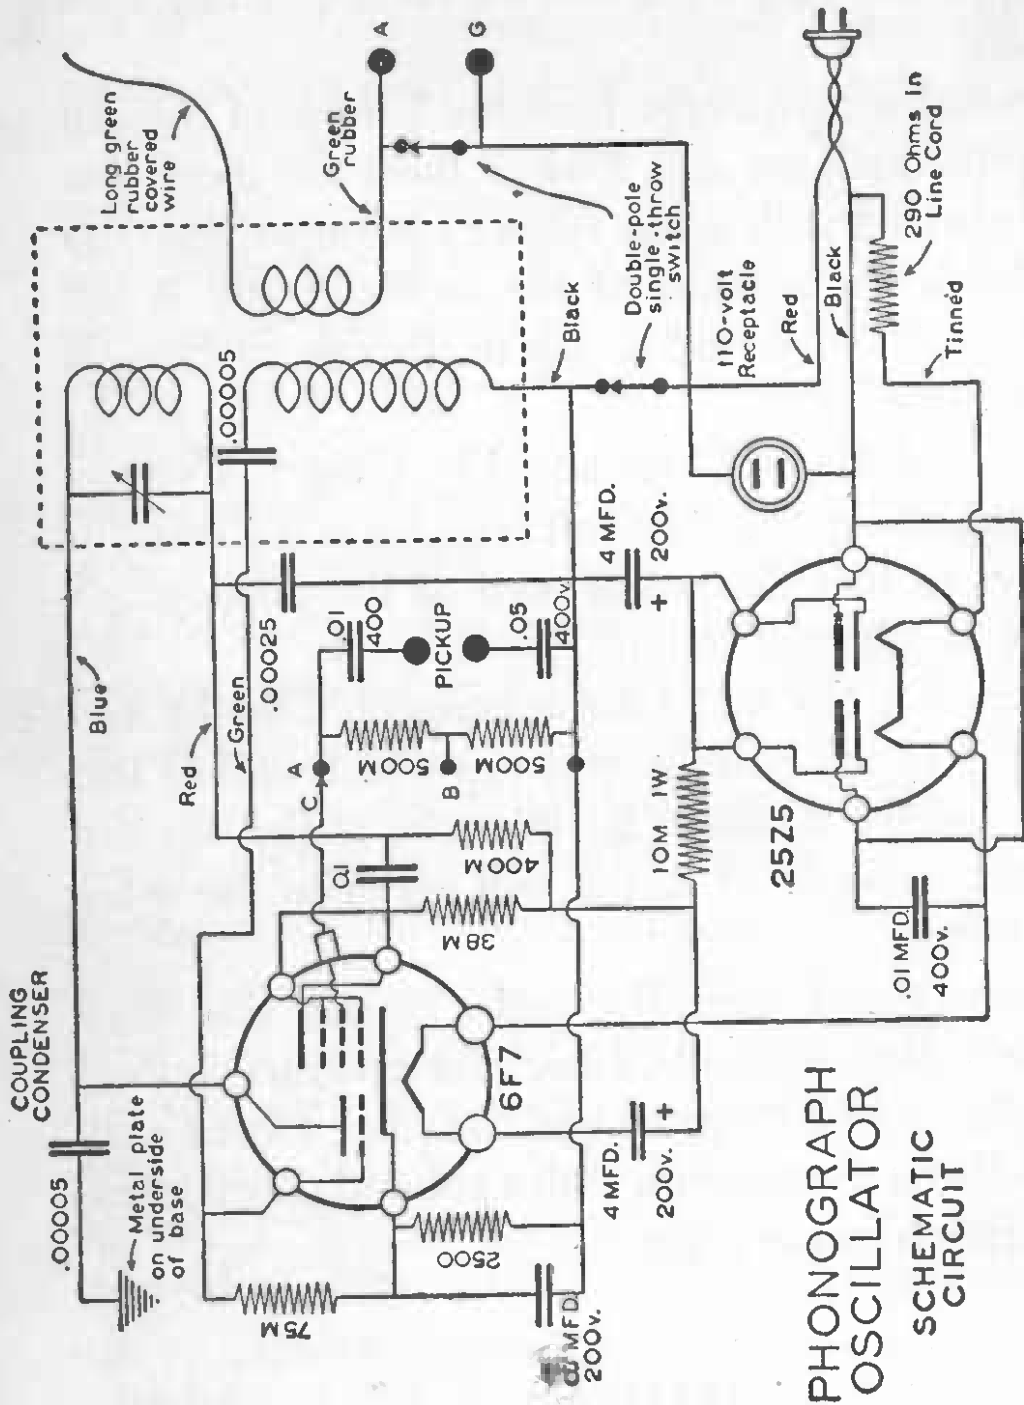 COUPLING
CONDENSER
.00005
Metal plate
on underside
of base
Blue
Long green
rubber
covered
wire
A
G
Green
rubber
Red
Green
.00005
.00025
A
C
B
.01
400
PICKUP
.05
400v.
500M
500M
0.1
400M
38M
Black
Double-pole
single-throw
switch
110-volt
Receptacle
Red
Black
290 Ohms In
Line Cord
Tinned
4 MFD.
200v.
+
10M 1W
25Z5
.01 MFD.
400v.
6F7
4 MFD.
200v.
+
75M
2500
MFD.
200v.
PHONOGRAPH
OSCILLATOR
SCHEMATIC
CIRCUIT